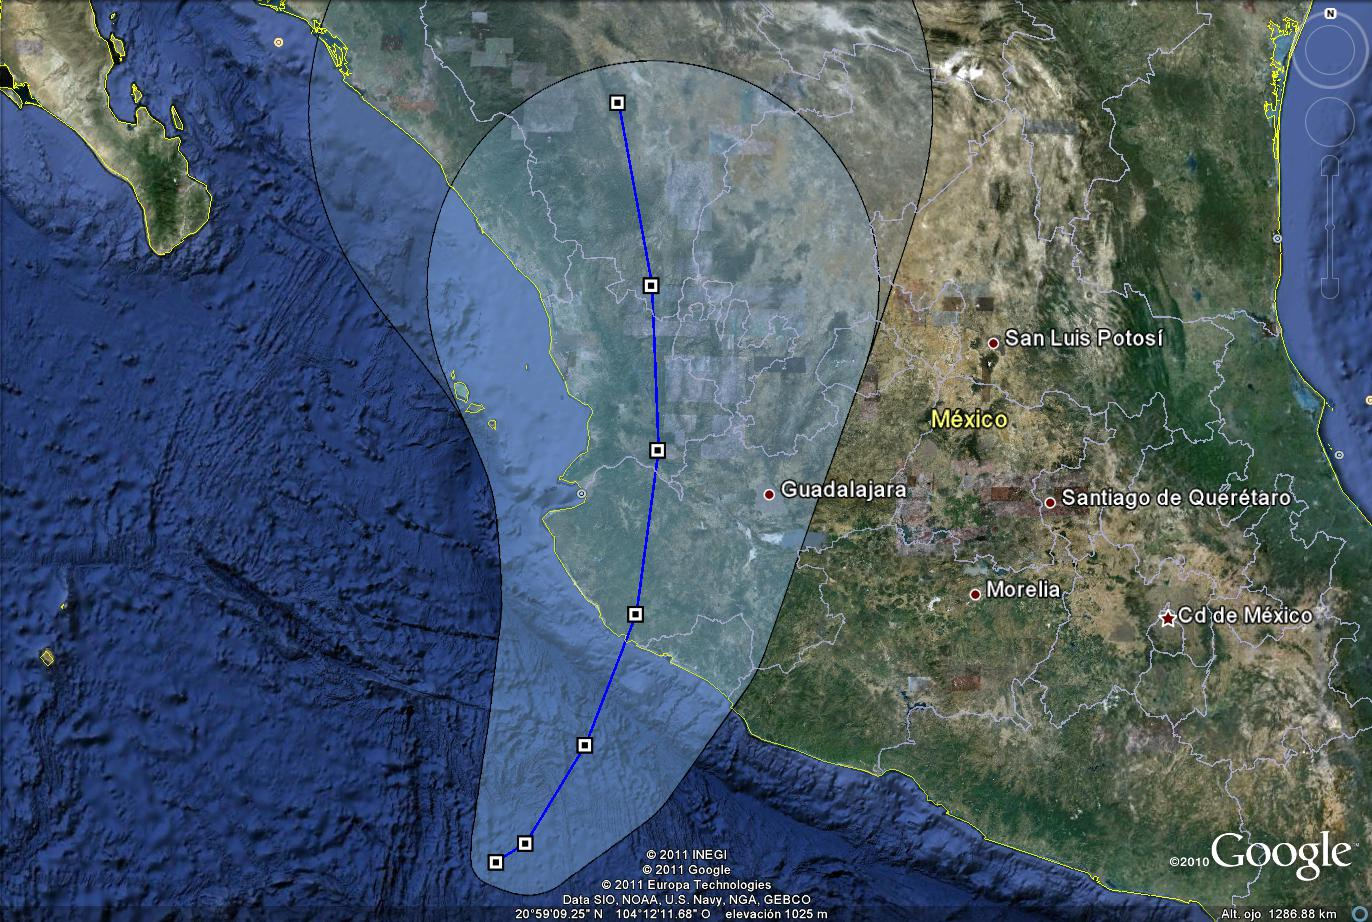 N
San Luis Potosí
México
Guadalajara
Santiago de Querétaro
Morelia
Cd de México
© 2011 INEGI
© 2011 Google
© 2011 Europa Technologies
Data SIO, NOAA, U.S. Navy, NGA, GEBCO
20°59'09.25" N 104°12'11.68" O elevación 1025 m
©2010 Google™
Alt. ojo 1286.88 km